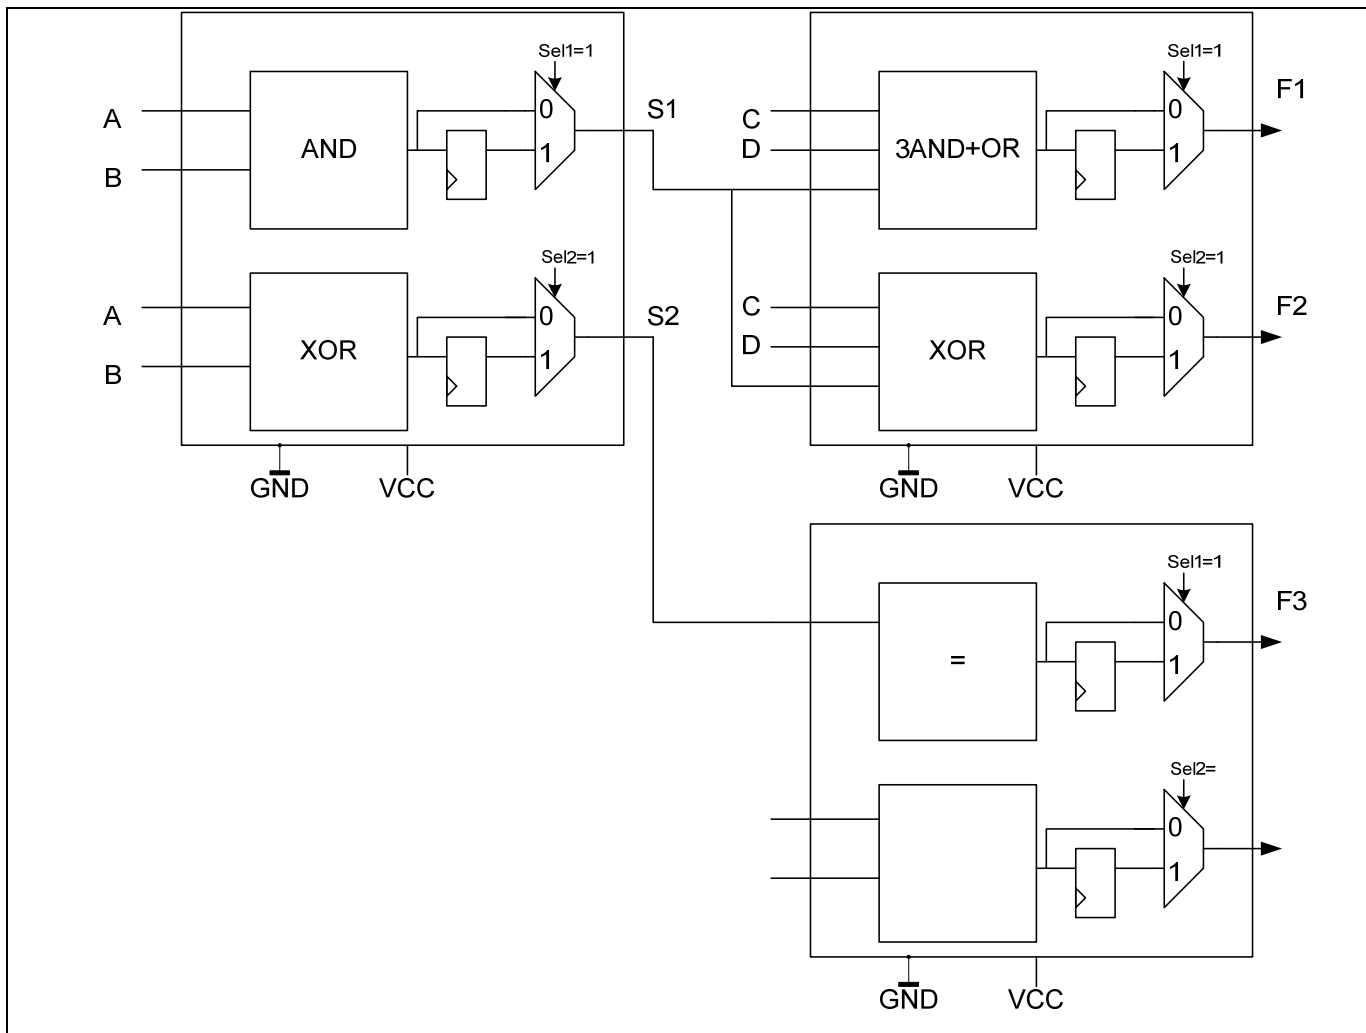 Sel1=1
A
B
AND
0
1
S1
Sel2=1
A
B
XOR
0
1
S2
GND
VCC
Sel1=1
C
D
3AND+OR
0
1
F1
Sel2=1
C
D
XOR
0
1
F2
GND
VCC
Sel1=1
=
0
1
F3
Sel2=
0
1
GND
VCC